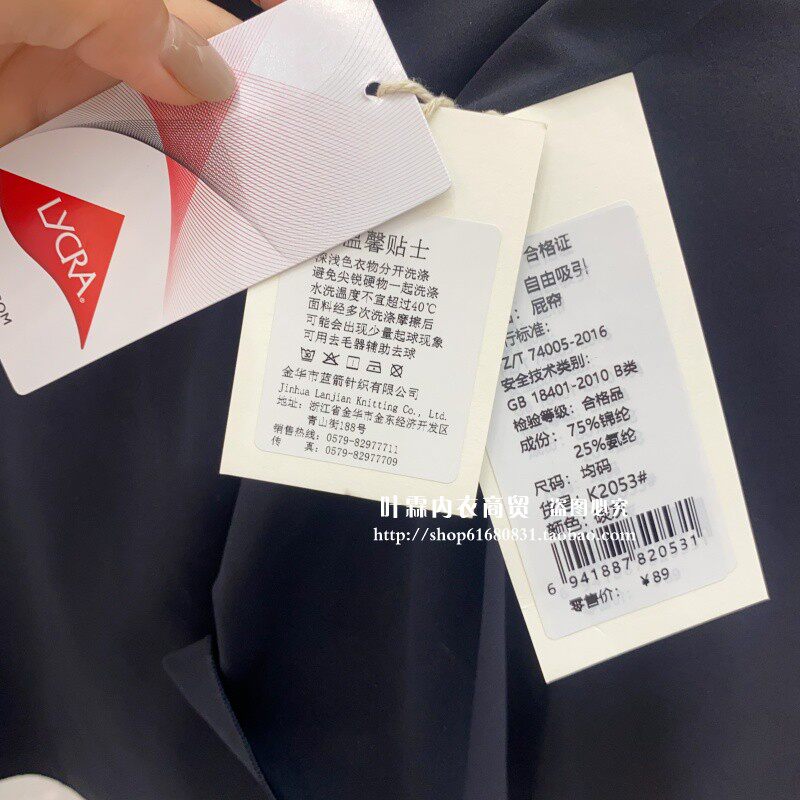 LYCRA®
温馨贴士
深浅色衣物分开洗涤
避免尖锐硬物一起洗涤
水洗温度不宜超过40℃
面料经多次洗涤摩擦后
可能会出现少量起球现象
可用去毛器辅助去球
金华市蓝箭针织有限公司
Jinhua Lanjian Knitting Co., Ltd.
地址: 浙江省金华市金东经济开发区
青山街188号
销售热线: 0579-82977711
传 真: 0579-82977709
合格证
自由吸引
屁帘
行标准:
Z/T 74005-2016
安全技术类别:
GB 18401-2010 B类
检验等级: 合格品
成份: 75%锦纶
25%氨纶
尺码: 均码
K2053#
颜色:
6 941887 820531
零售价: ¥89
叶霖内衣商贸 盗图必究
http://shop61680831.taobao.com